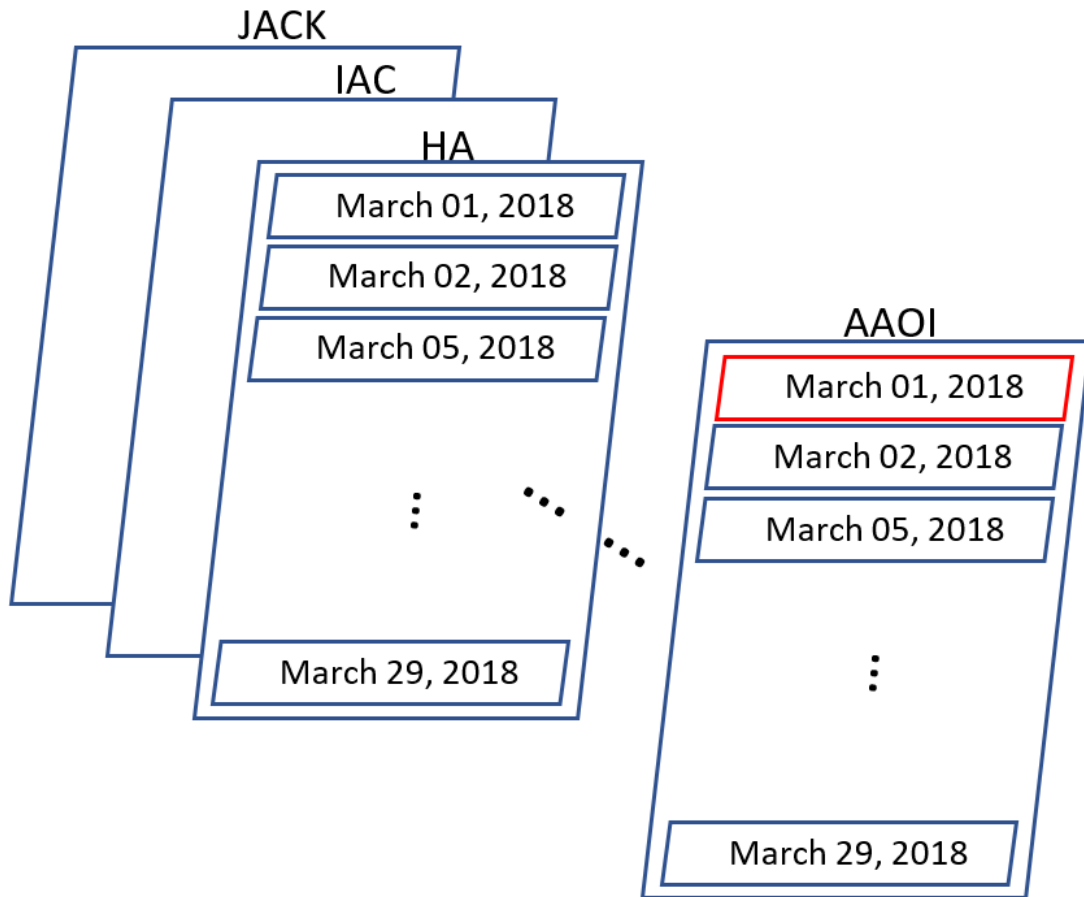 JACK
IAC
HA
March 01, 2018
March 02, 2018
March 05, 2018
March 29, 2018
AAOI
March 01, 2018
March 02, 2018
March 05, 2018
March 29, 2018